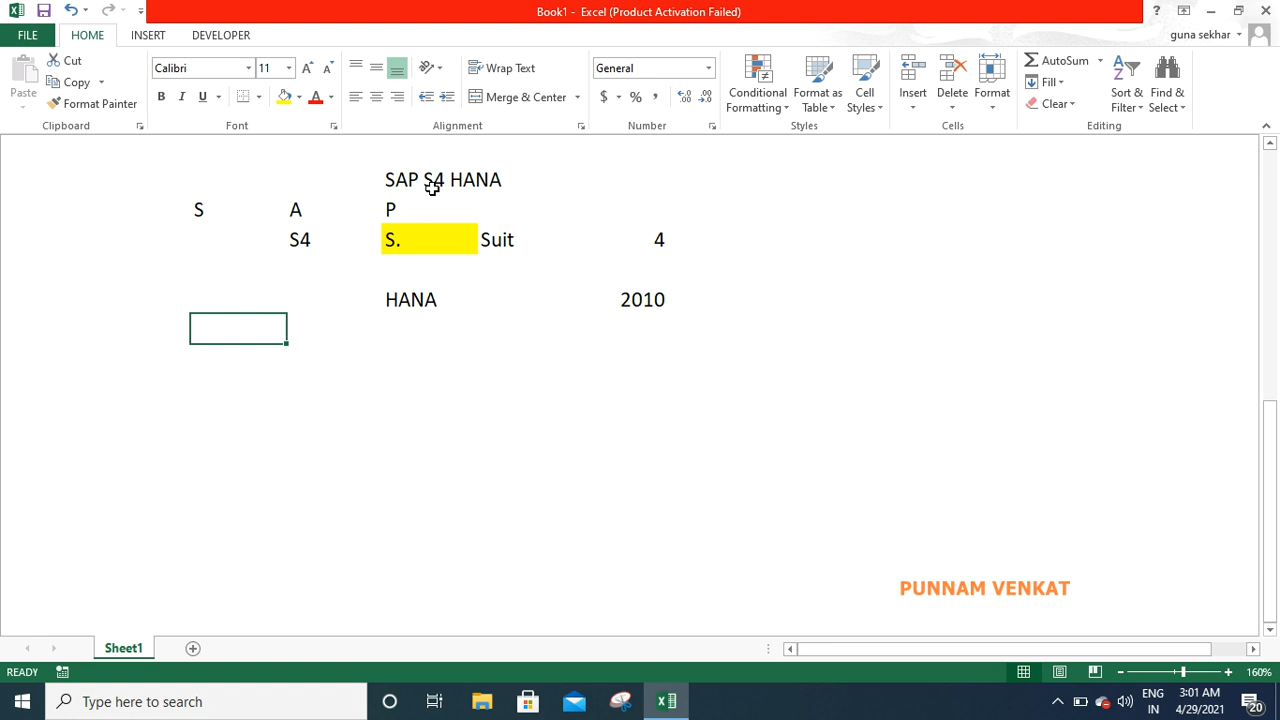 Book1 - Excel (Product Activation Failed)
?
FILE HOME INSERT DEVELOPER
guna sekhar
Paste
Cut
Copy
Format Painter
Clipboard
Calibri 11
B I U
Font
Wrap Text
Merge & Center
Alignment
General
$ % ,
Number
Conditional Formatting
Format as Table
Cell Styles
Styles
Insert Delete Format
Cells
AutoSum
Fill
Clear
Sort & Filter
Find & Select
Editing
SAP S4 HANA
S A P
S4 S. Suit 4
HANA 2010
PUNNAM VENKAT
Sheet1
READY
160%
Type here to search
ENG
IN
3:01 AM
4/29/2021
20